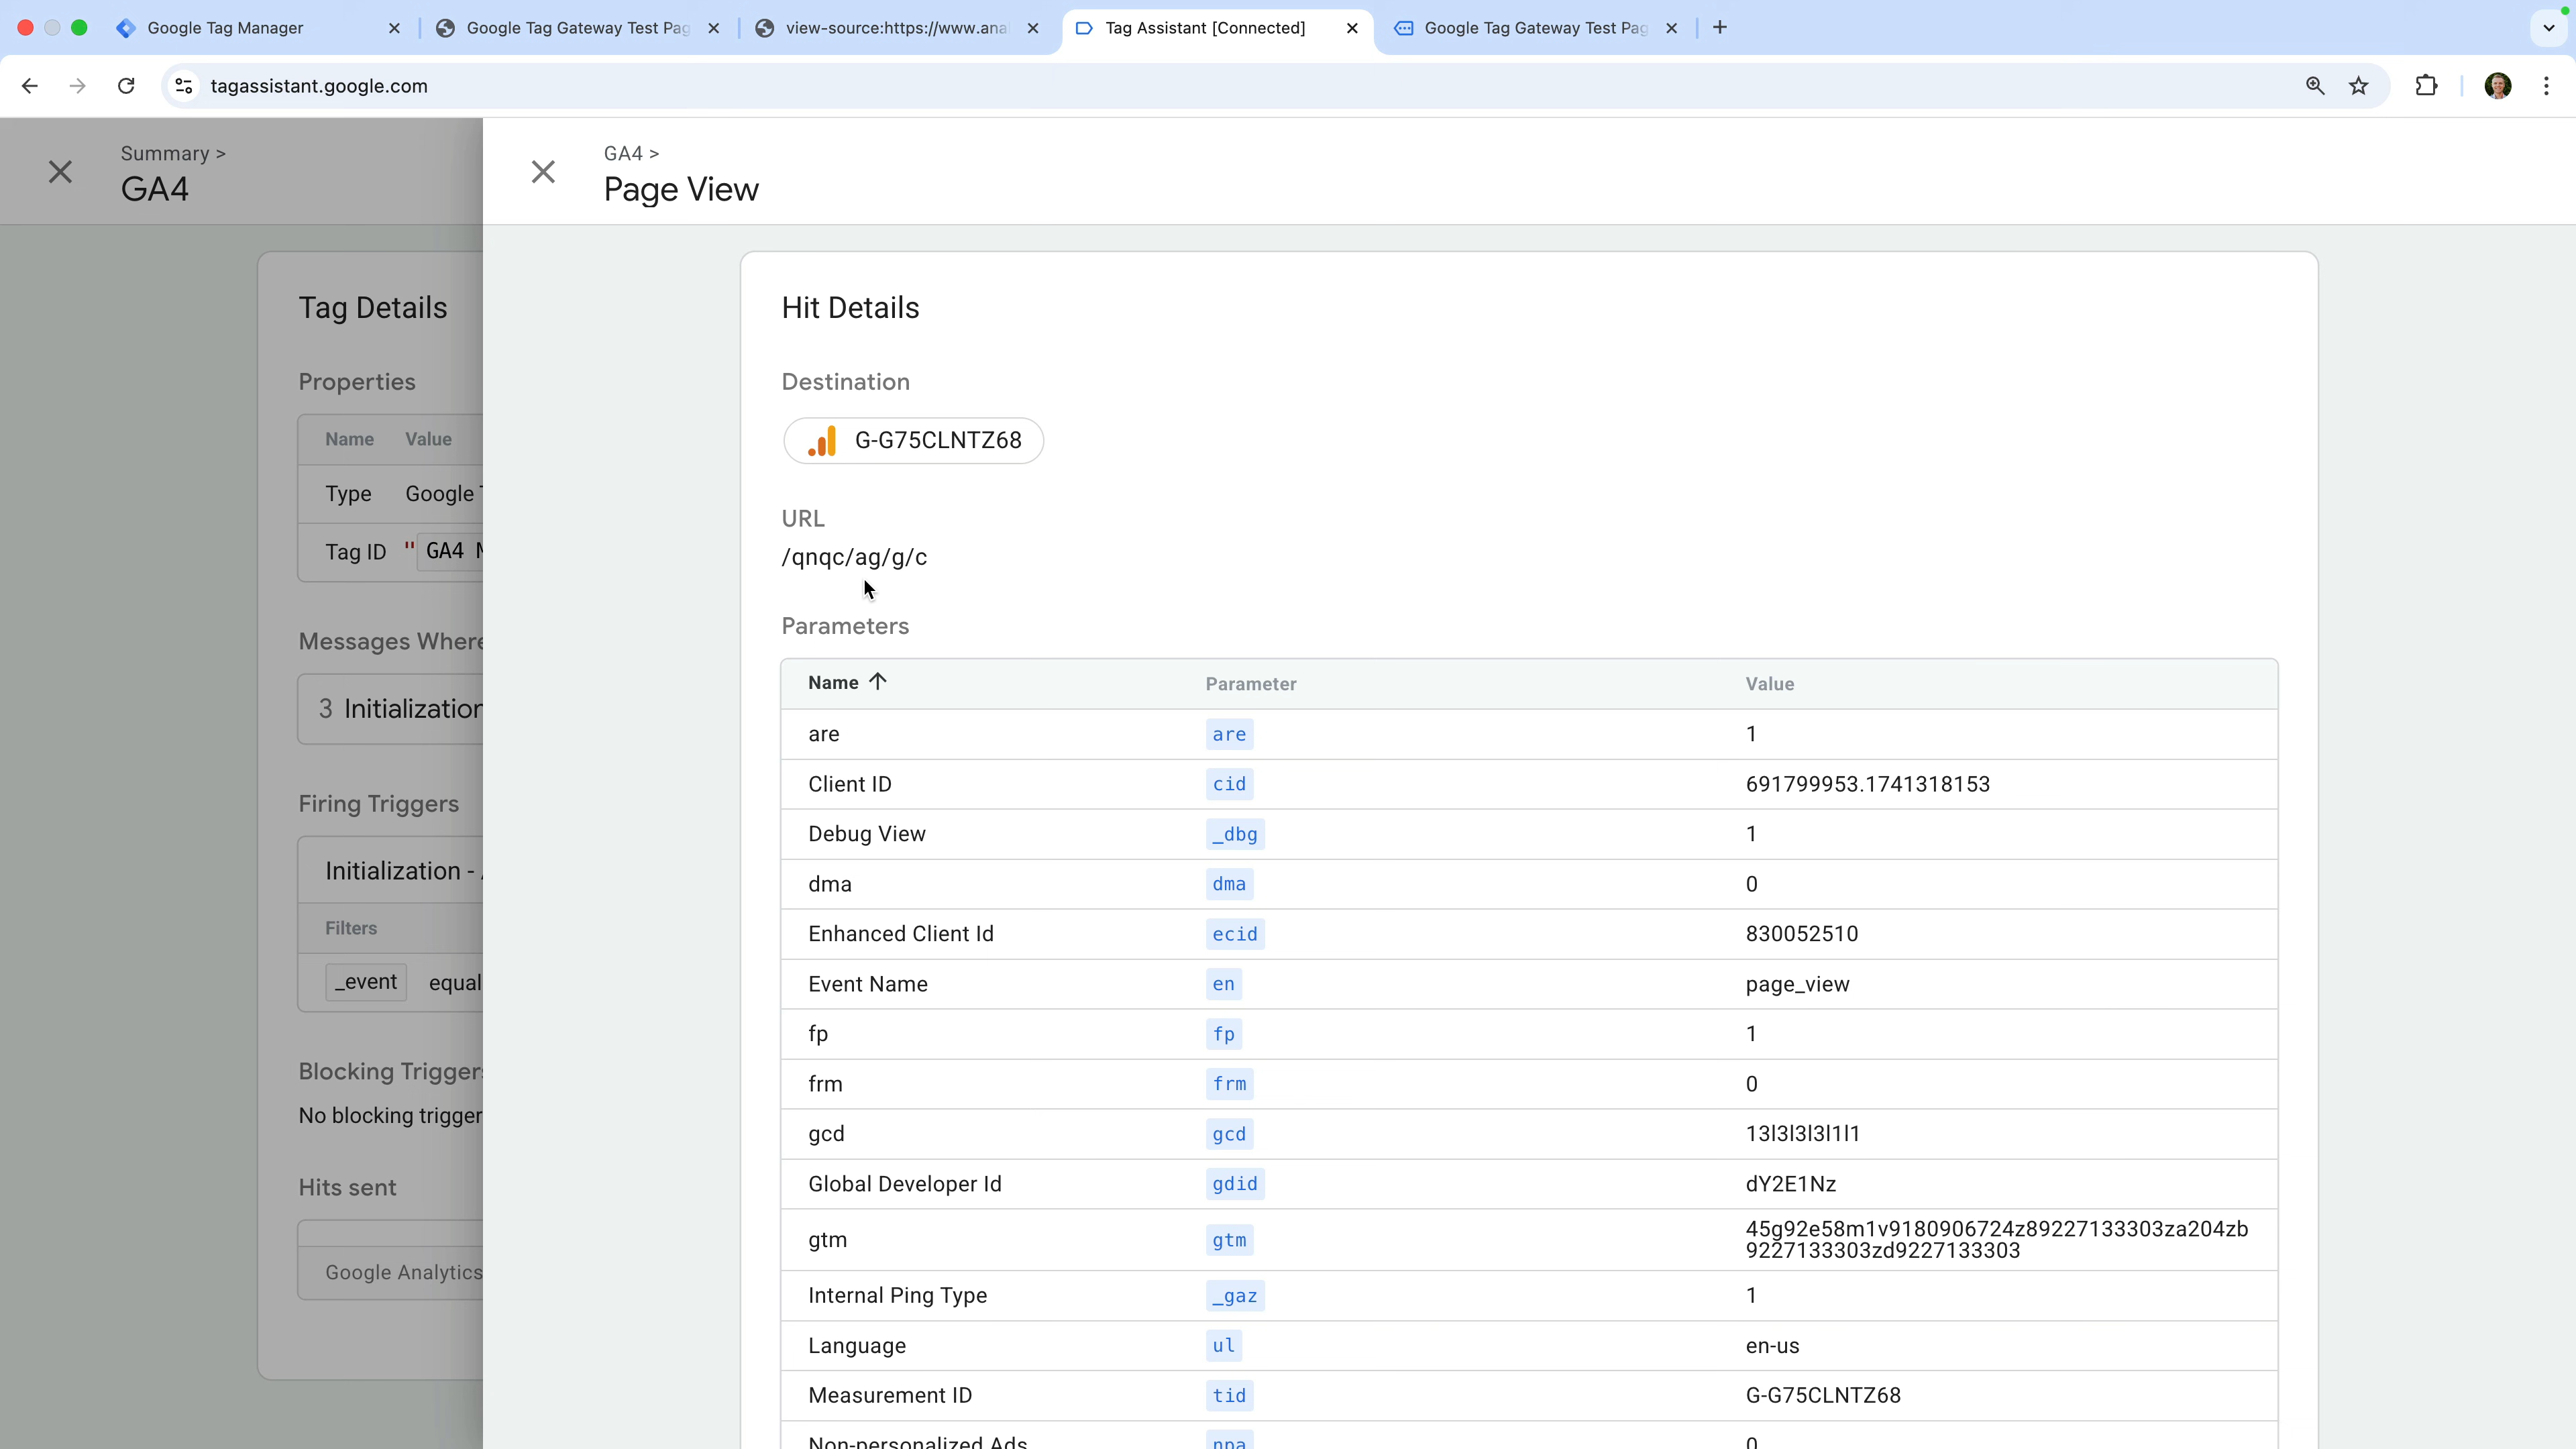 Google Tag Manager
Google Tag Gateway Test Pag
view-source:https://www.anal
Tag Assistant [Connected]
Google Tag Gateway Test Pag
tagassistant.google.com
Summary >
GA4
Tag Details
Properties
Name Value
Type Google T
Tag ID " GA4 M
Messages Where
3 Initialization
Firing Triggers
Initialization - A
Filters
_event equal
Blocking Triggers
No blocking trigger
Hits sent
Google Analytics
GA4 >
Page View
Hit Details
Destination
G-G75CLNTZ68
URL
/qnqc/ag/g/c
Parameters
Name Parameter Value
are are 1
Client ID cid 691799953.1741318153
Debug View _dbg 1
dma dma 0
Enhanced Client Id ecid 830052510
Event Name en page_view
fp fp 1
frm frm 0
gcd gcd 13l3l3l3l1l1
Global Developer Id gdid dY2E1Nz
gtm gtm 45g92e58m1v9180906724z89227133303za204zb
9227133303zd9227133303
Internal Ping Type _gaz 1
Language ul en-us
Measurement ID tid G-G75CLNTZ68
Non-personalized Ads npa 0